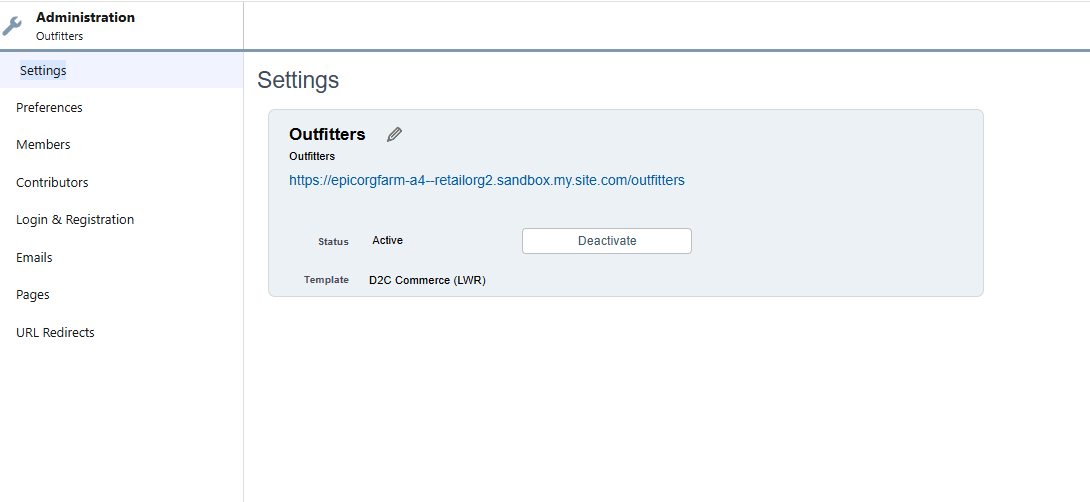 Administration
Outfitters
Settings
Preferences
Members
Contributors
Login & Registration
Emails
Pages
URL Redirects
Settings
Outfitters
Outfitters
https://epicorgfarm-a4--retailorg2.sandbox.my.site.com/outfitters
Status Active Deactivate
Template D2C Commerce (LWR)